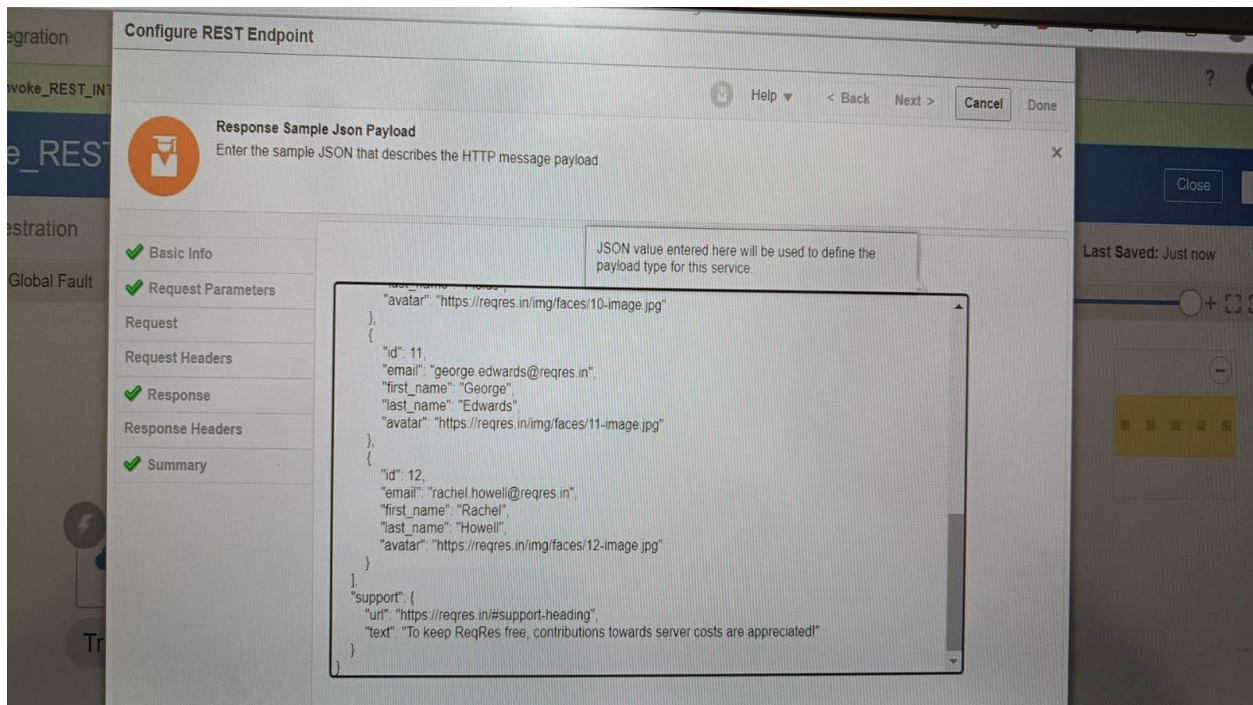 egration
Configure REST Endpoint
nvoke_REST_INT
Help
< Back
Next >
Cancel
Done
?
e_REST
Response Sample Json Payload
Enter the sample JSON that describes the HTTP message payload
×
Close
estration
Global Fault
Last Saved: Just now
Basic Info
Request Parameters
Request
Request Headers
Response
Response Headers
Summary
JSON value entered here will be used to define the
payload type for this service.
"avatar": "https://reqres.in/img/faces/10-image.jpg"
},
{
"id": 11,
"email": "george.edwards@reqres.in",
"first_name": "George",
"last_name": "Edwards",
"avatar": "https://reqres.in/img/faces/11-image.jpg"
},
{
"id": 12,
"email": "rachel.howell@reqres.in",
"first_name": "Rachel",
"last_name": "Howell",
"avatar": "https://reqres.in/img/faces/12-image.jpg"
}
],
"support": {
"url": "https://reqres.in/#support-heading",
"text": "To keep ReqRes free, contributions towards server costs are appreciated!"
}
}
Tr